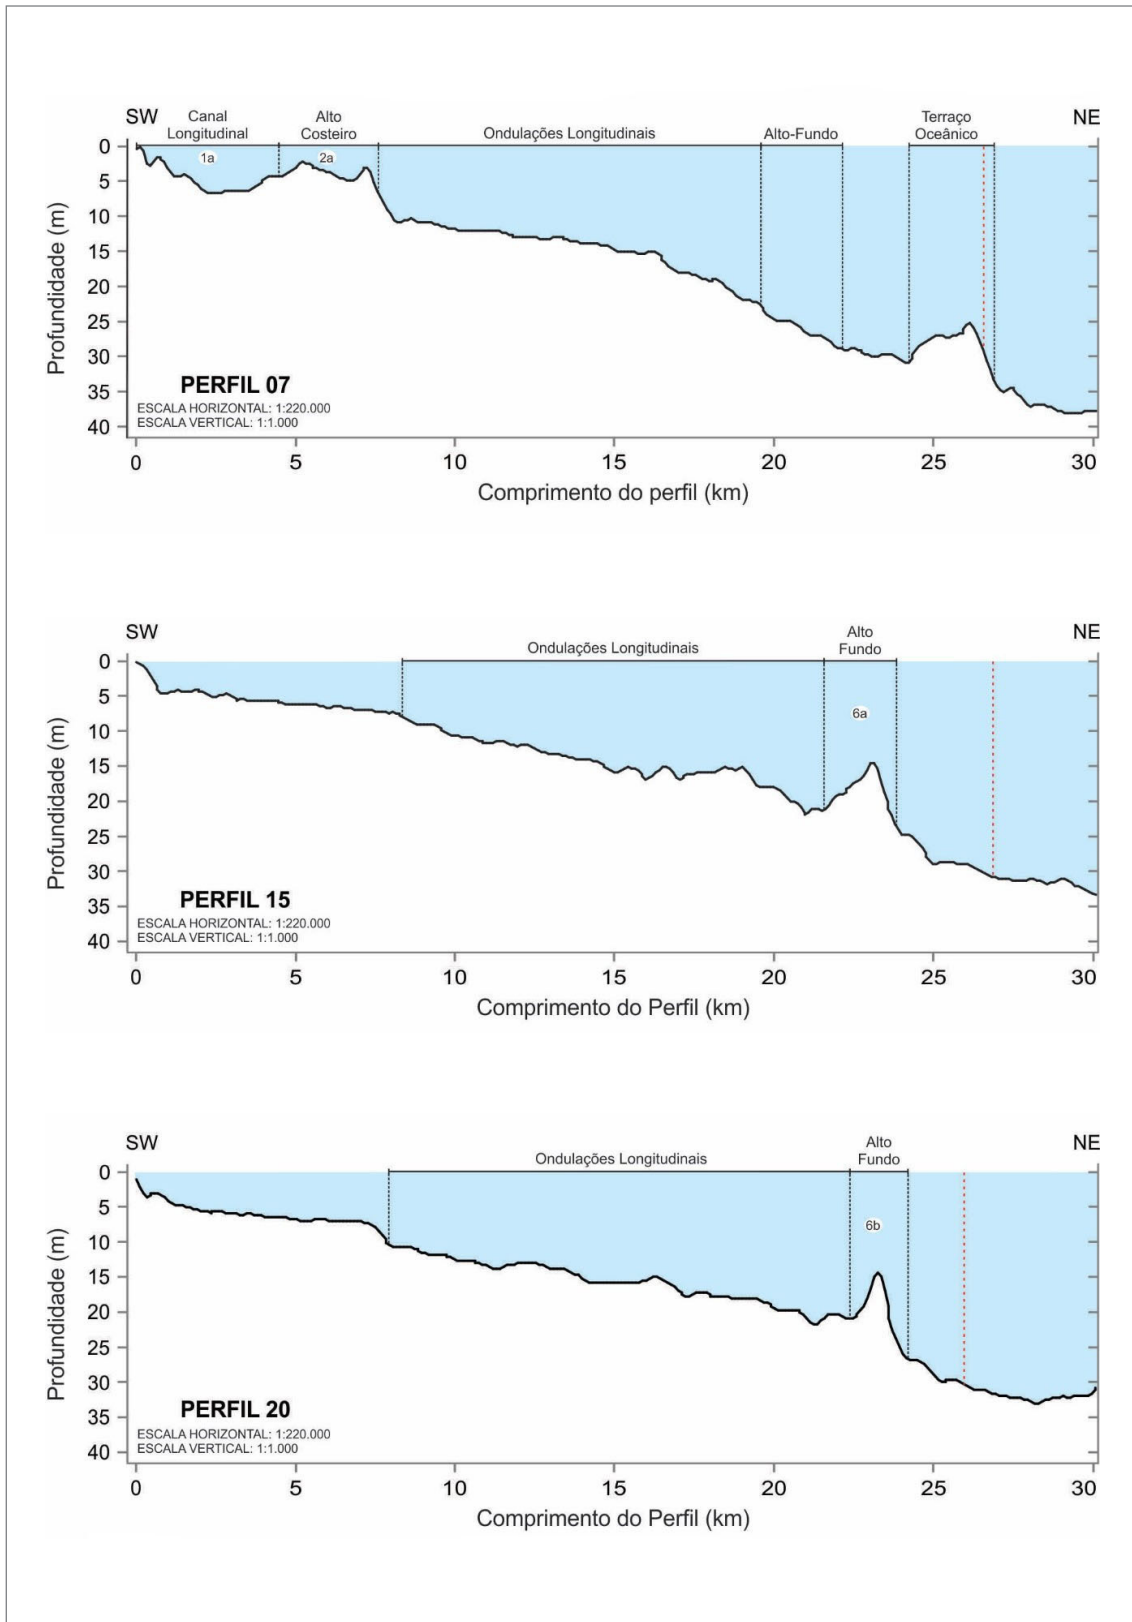 SW
NE
Canal
Longitudinal
Alto
Costeiro
Ondulações Longitudinais
Alto-Fundo
Terraço
Oceânico
1a
2a
0
5
10
15
20
25
30
35
40
Profundidade (m)
PERFIL 07
ESCALA HORIZONTAL: 1:220.000
ESCALA VERTICAL: 1:1.000
0 5 10 15 20 25 30
Comprimento do perfil (km)
SW
NE
Ondulações Longitudinais
Alto
Fundo
6a
0
5
10
15
20
25
30
35
40
Profundidade (m)
PERFIL 15
ESCALA HORIZONTAL: 1:220.000
ESCALA VERTICAL: 1:1.000
0 5 10 15 20 25 30
Comprimento do Perfil (km)
SW
NE
Ondulações Longitudinais
Alto
Fundo
6b
0
5
10
15
20
25
30
35
40
Profundidade (m)
PERFIL 20
ESCALA HORIZONTAL: 1:220.000
ESCALA VERTICAL: 1:1.000
0 5 10 15 20 25 30
Comprimento do Perfil (km)